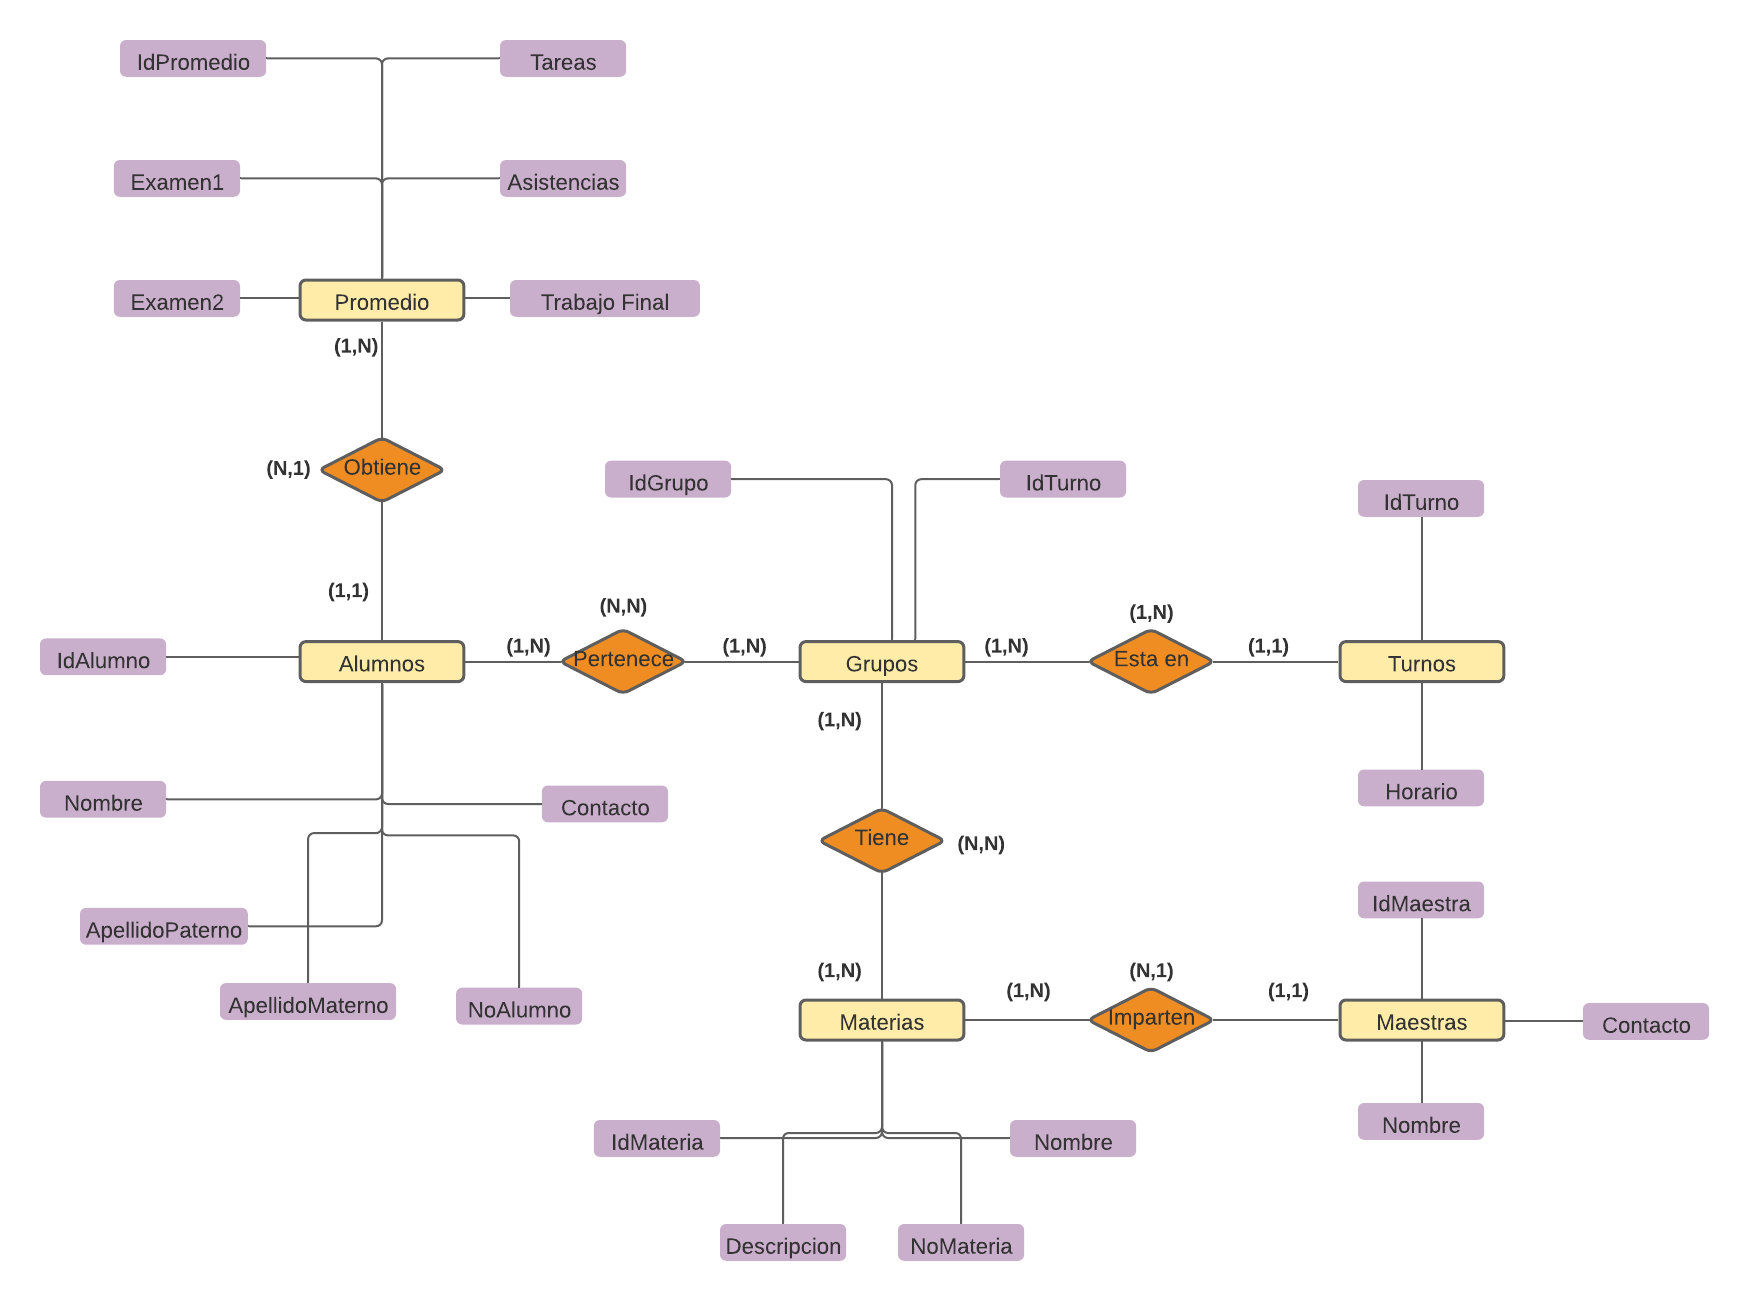 IdPromedio
Tareas
Examen1
Asistencias
Examen2
Promedio
Trabajo Final
(1,N)
(N,1)
Obtiene
IdGrupo
IdTurno
IdTurno
(1,1)
(N,N)
(1,N)
IdAlumno
Alumnos
(1,N)
Pertenece
(1,N)
Grupos
(1,N)
Esta en
(1,1)
Turnos
(1,N)
Nombre
Contacto
Horario
Tiene
(N,N)
ApellidoPaterno
IdMaestra
ApellidoMaterno
NoAlumno
(1,N)
(1,N)
(N,1)
(1,1)
Materias
Imparten
Maestras
Contacto
IdMateria
Nombre
Nombre
Descripcion
NoMateria